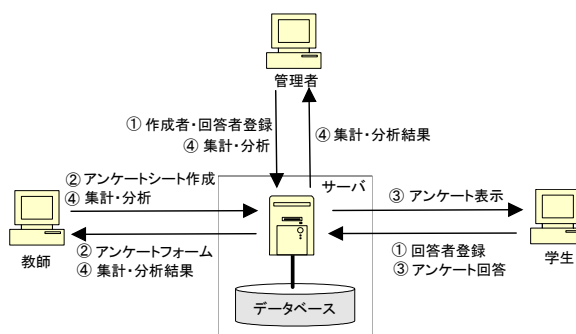 管理者
① 作成者・回答者登録
④ 集計・分析
④ 集計・分析結果
② アンケートシート作成
④ 集計・分析
サーバ
③ アンケート表示
教師
② アンケートフォーム
④ 集計・分析結果
① 回答者登録
③ アンケート回答
学生
データベース